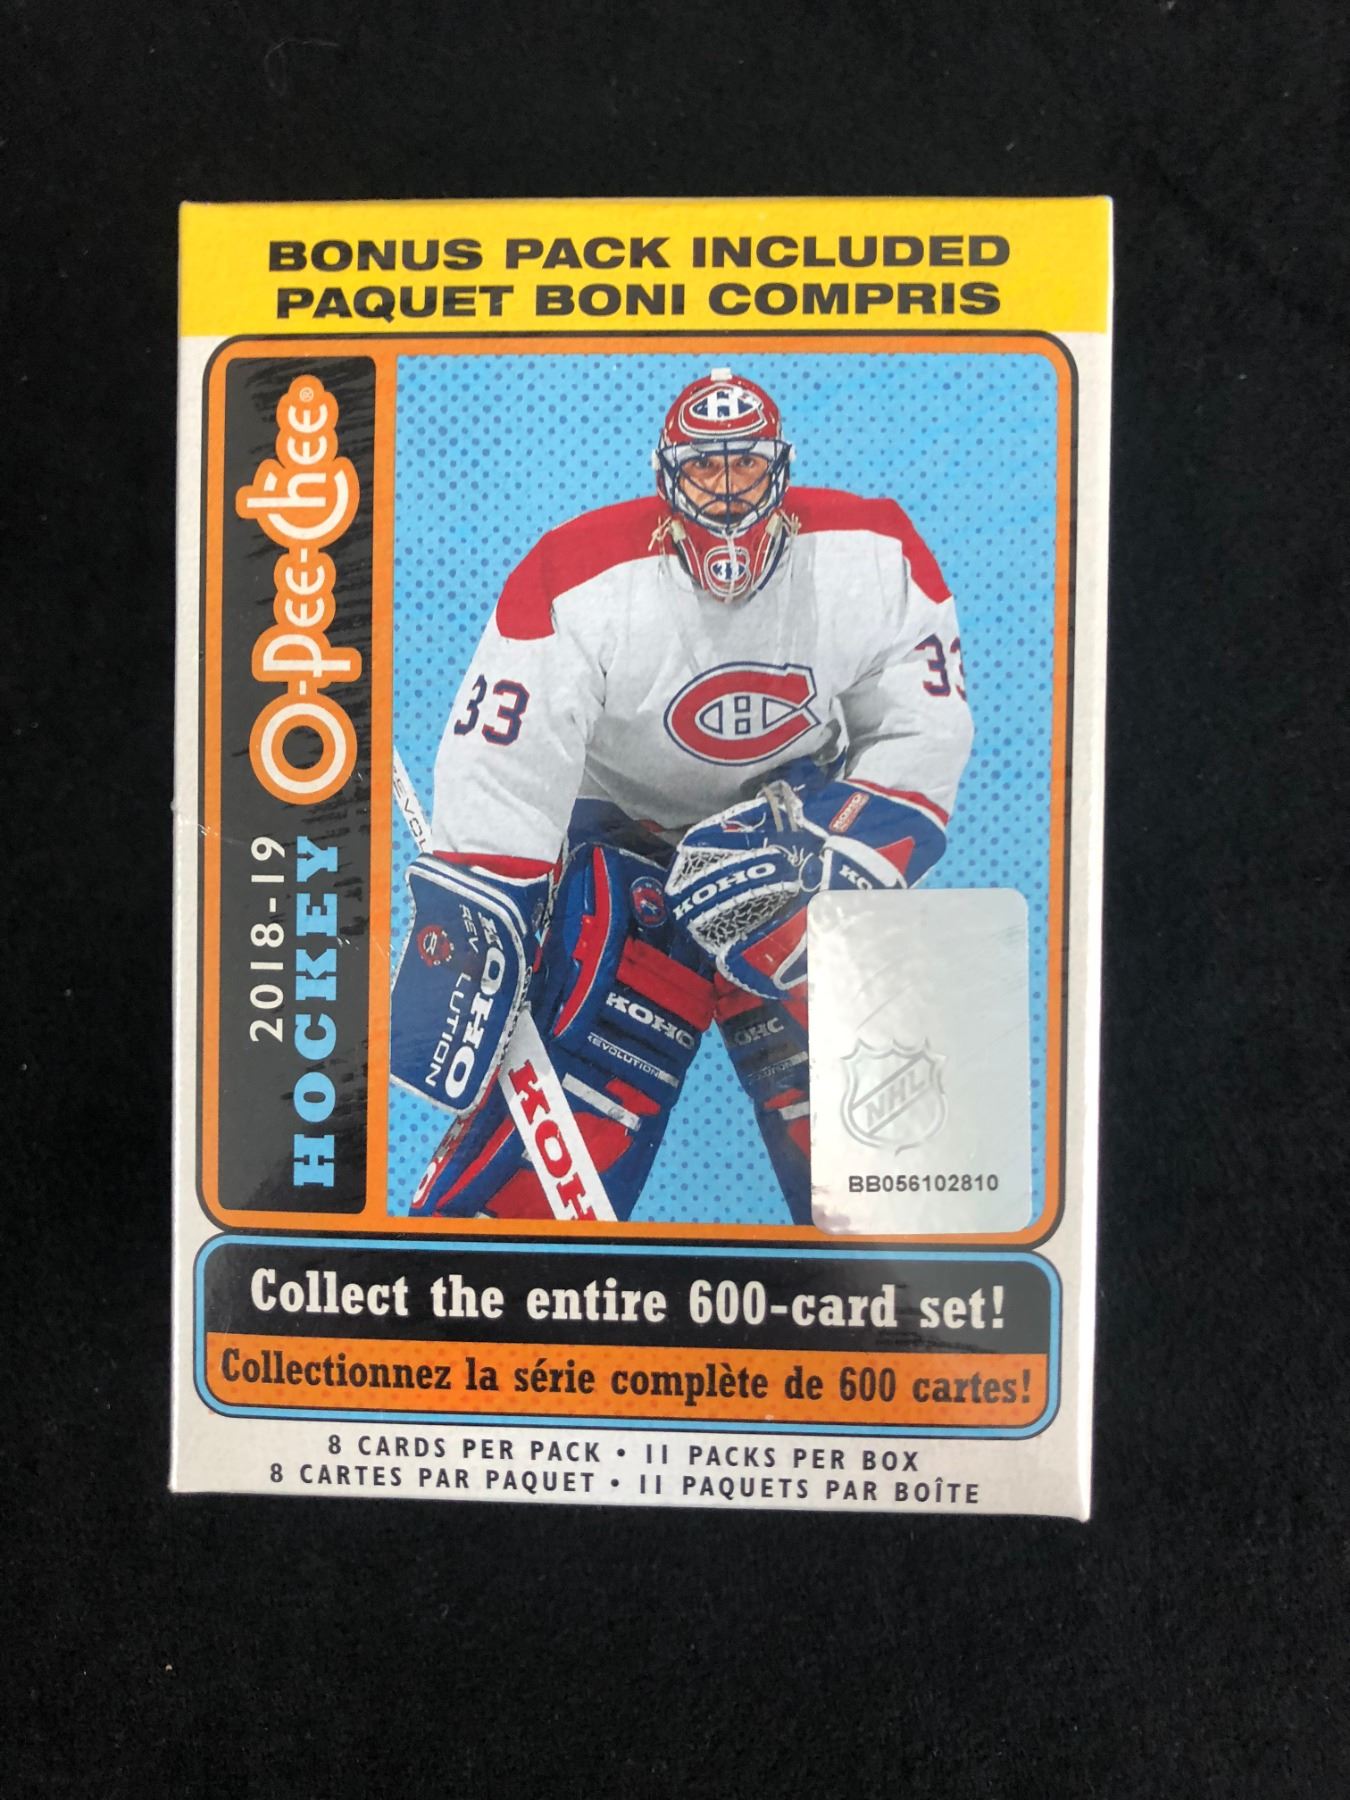 BONUS PACK INCLUDED
PAQUET BONI COMPRIS
2018-19
HOCKEY
O-Pee-Chee®
33
33
KOHO
KOHO
REVOLUTION
KOHO
KOHO
REVOLUTION
KOH
NHL
BB056102810
Collect the entire 600-card set!
Collectionnez la série complète de 600 cartes!
8 CARDS PER PACK • 11 PACKS PER BOX
8 CARTES PAR PAQUET • 11 PAQUETS PAR BOÎTE